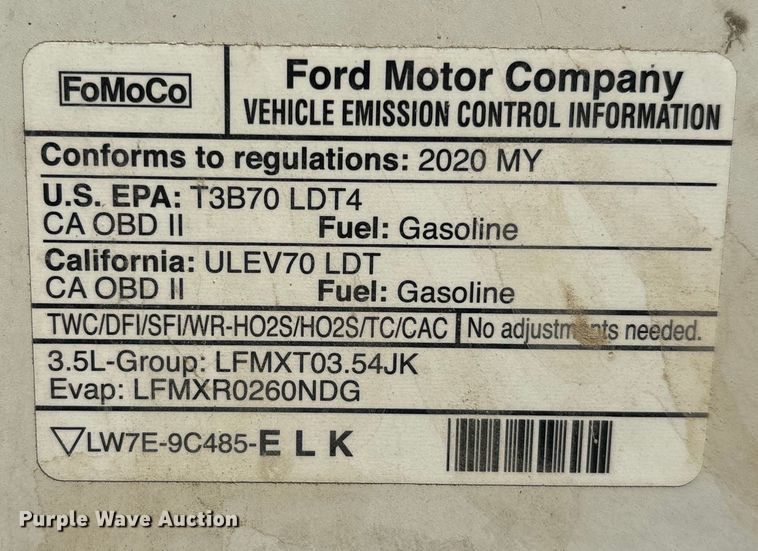 FoMoCo
Ford Motor Company
VEHICLE EMISSION CONTROL INFORMATION
Conforms to regulations: 2020 MY
U.S. EPA: T3B70 LDT4
CA OBD II Fuel: Gasoline
California: ULEV70 LDT
CA OBD II Fuel: Gasoline
TWC/DFI/SFI/WR-HO2S/HO2S/TC/CAC No adjustments needed.
3.5L-Group: LFMXT03.54JK
Evap: LFMXR0260NDG
LW7E-9C485-ELK
Purple Wave Auction